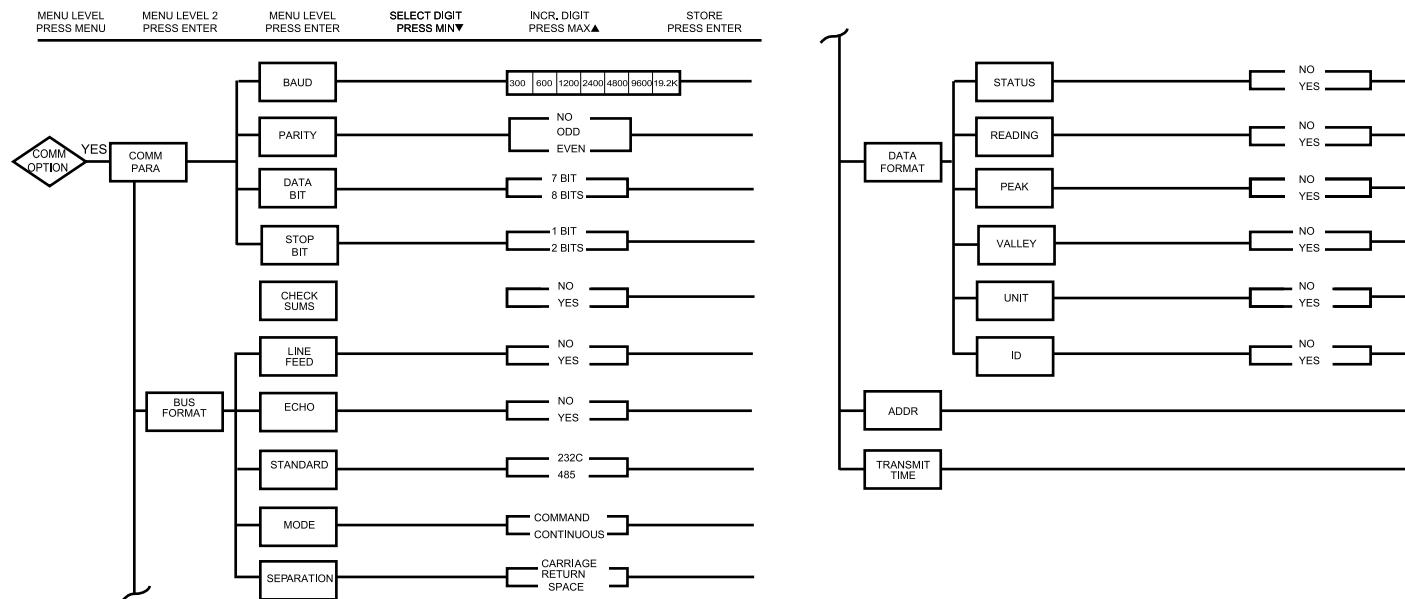 MENU LEVEL
PRESS MENU
MENU LEVEL 2
PRESS ENTER
MENU LEVEL
PRESS ENTER
SELECT DIGIT
PRESS MIN▼
INCR. DIGIT
PRESS MAX▲
STORE
PRESS ENTER
COMM
OPTION
YES
COMM
PARA
BAUD
300 600 1200 2400 4800 9600 19.2K
PARITY
NO
ODD
EVEN
DATA
BIT
7 BIT
8 BITS
STOP
BIT
1 BIT
2 BITS
CHECK
SUMS
NO
YES
BUS
FORMAT
LINE
FEED
NO
YES
ECHO
NO
YES
STANDARD
232C
485
MODE
COMMAND
CONTINUOUS
SEPARATION
CARRIAGE
RETURN
SPACE
DATA
FORMAT
STATUS
NO
YES
READING
NO
YES
PEAK
NO
YES
VALLEY
NO
YES
UNIT
NO
YES
ID
NO
YES
ADDR
TRANSMIT
TIME